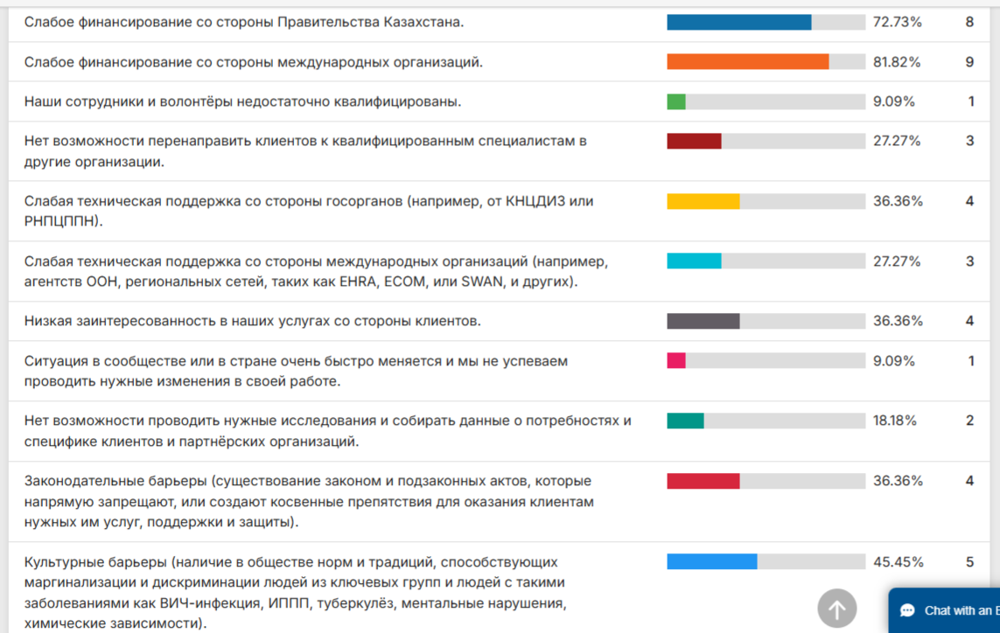 Слабое финансирование со стороны Правительства Казахстана. 72.73% 8
Слабое финансирование со стороны международных организаций. 81.82% 9
Наши сотрудники и волонтёры недостаточно квалифицированы. 9.09% 1
Нет возможности перенаправить клиентов к квалифицированным специалистам в 27.27% 3
другие организации.
Слабая техническая поддержка со стороны госорганов (например, от КНЦДИЗ или 36.36% 4
РНПЦППН).
Слабая техническая поддержка со стороны международных организаций (например, 27.27% 3
агентств ООН, региональных сетей, таких как EHRA, ECOM, или SWAN, и других).
Низкая заинтересованность в наших услугах со стороны клиентов. 36.36% 4
Ситуация в сообществе или в стране очень быстро меняется и мы не успеваем 9.09% 1
проводить нужные изменения в своей работе.
Нет возможности проводить нужные исследования и собирать данные о потребностях и 18.18% 2
специфике клиентов и партнёрских организаций.
Законодательные барьеры (существование законом и подзаконных актов, которые 36.36% 4
напрямую запрещают, или создают косвенные препятствия для оказания клиентам
нужных им услуг, поддержки и защиты).
Культурные барьеры (наличие в обществе норм и традиций, способствующих 45.45% 5
маргинализации и дискриминации людей из ключевых групп и людей с такими
заболеваниями как ВИЧ-инфекция, ИППП, туберкулёз, ментальные нарушения,
химические зависимости).
Chat with an